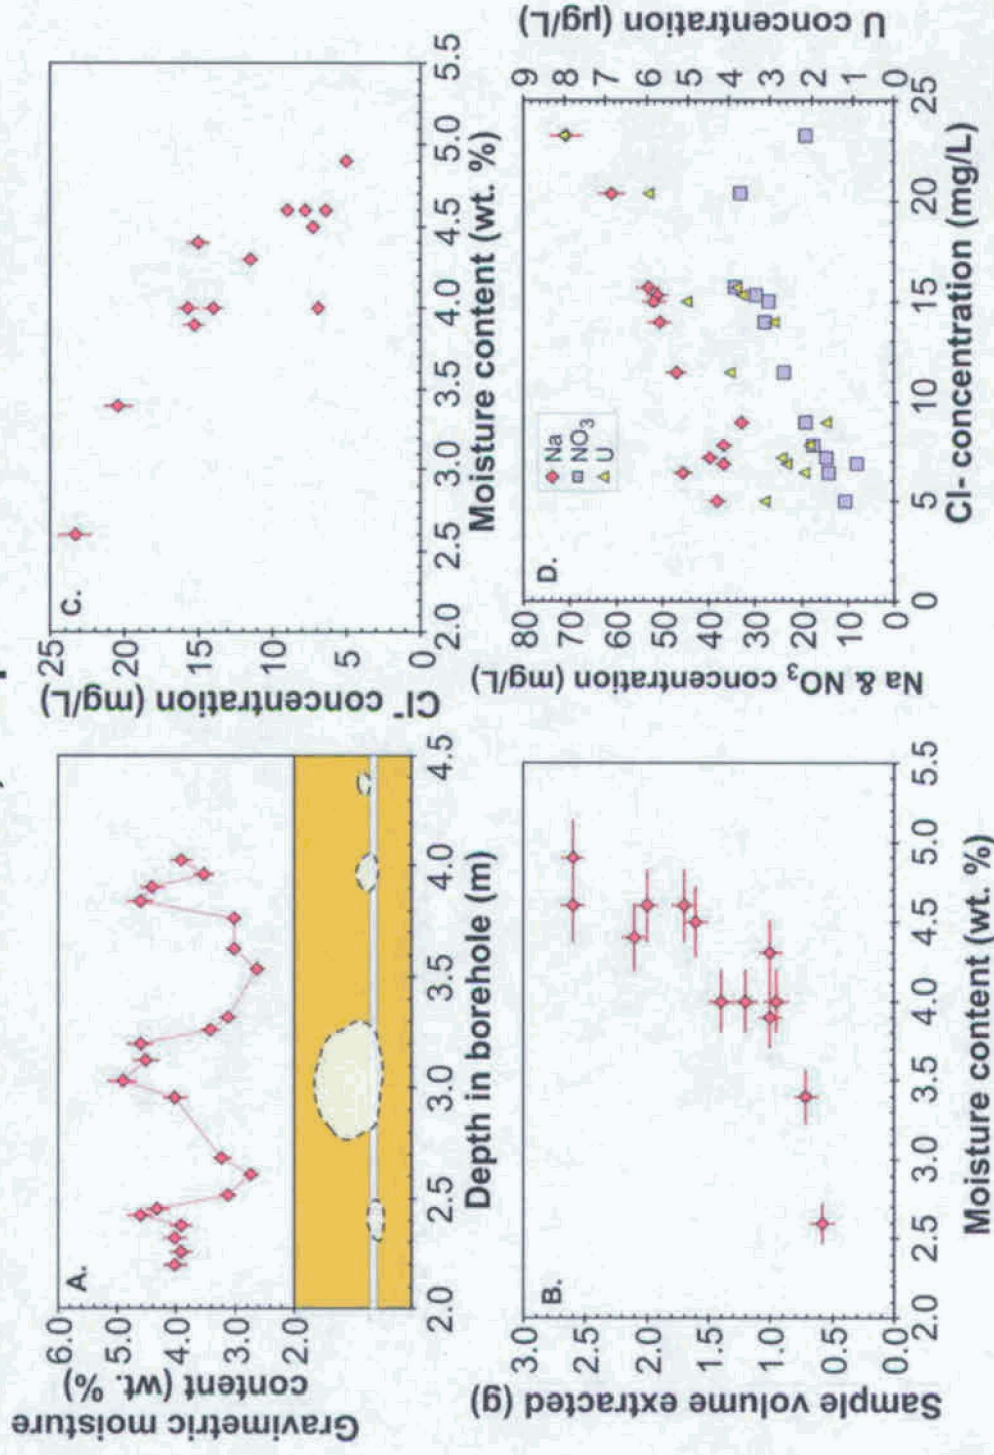 A.
6.0
5.0
4.0
3.0
2.0
Gravimetric moisture
content (wt. %)
2.0 2.5 3.0 3.5 4.0 4.5
Depth in borehole (m)
C.
25
20
15
10
5
0
Cl- concentration (mg/L)
2.0 2.5 3.0 3.5 4.0 4.5 5.0 5.5
Moisture content (wt. %)
B.
3.0
2.5
2.0
1.5
1.0
0.5
0.0
Sample volume extracted (g)
2.0 2.5 3.0 3.5 4.0 4.5 5.0 5.5
Moisture content (wt. %)
D.
Na
NO3
U
80
70
60
50
40
30
20
10
0
Na & NO3 concentration (mg/L)
9
8
7
6
5
4
3
2
1
0
U concentration (µg/L)
0 5 10 15 20 25
Cl- concentration (mg/L)